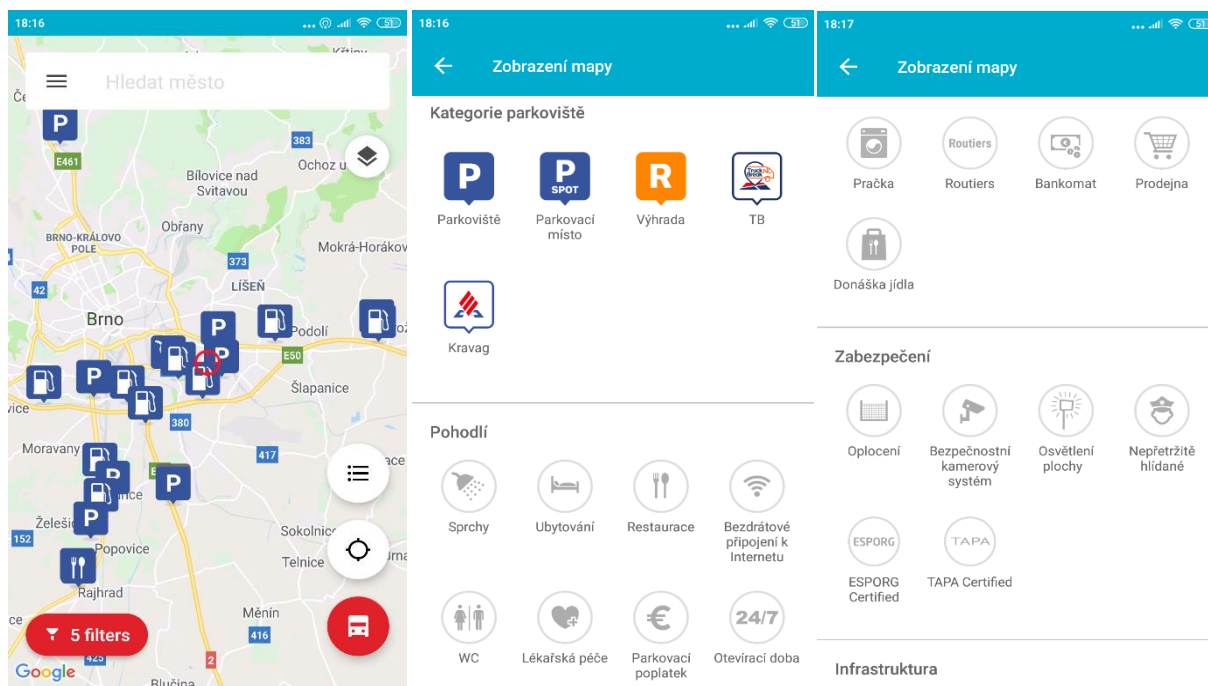 18:16
51
Hledat město
Křtiny
P
383
E461
Ochoz u
Bílovice nad
Svitavou
Obřany
BRNO-KRÁLOVO
POLE
Mokrá-Horákov
373
LÍŠEŇ
42
Brno
P
Podolí
P
E50
P
Šlapanice
380
Moravany
417
P
P
P
Želeši
Sokolnic
152
Popovice
Telnice
Rajhrad
Měnín
5 filters
416
425
2
Google
Blučina
18:16
51
Zobrazení mapy
Kategorie parkoviště
P
P
SPOT
R
Parkoviště
Parkovací
místo
Výhrada
TB
Kravag
Pohodlí
Sprchy
Ubytování
Restaurace
Bezdrátové
připojení k
Internetu
€
24/7
WC
Lékařská péče
Parkovací
poplatek
Otevírací doba
18:17
51
Zobrazení mapy
Routiers
Pračka
Routiers
Bankomat
Prodejna
Donáška jídla
Zabezpečení
Oplocení
Bezpečnostní
kamerový
systém
Osvětlení
plochy
Nepřetržitě
hlídané
ESPORG
TAPA
ESPORG
Certified
TAPA Certified
Infrastruktura